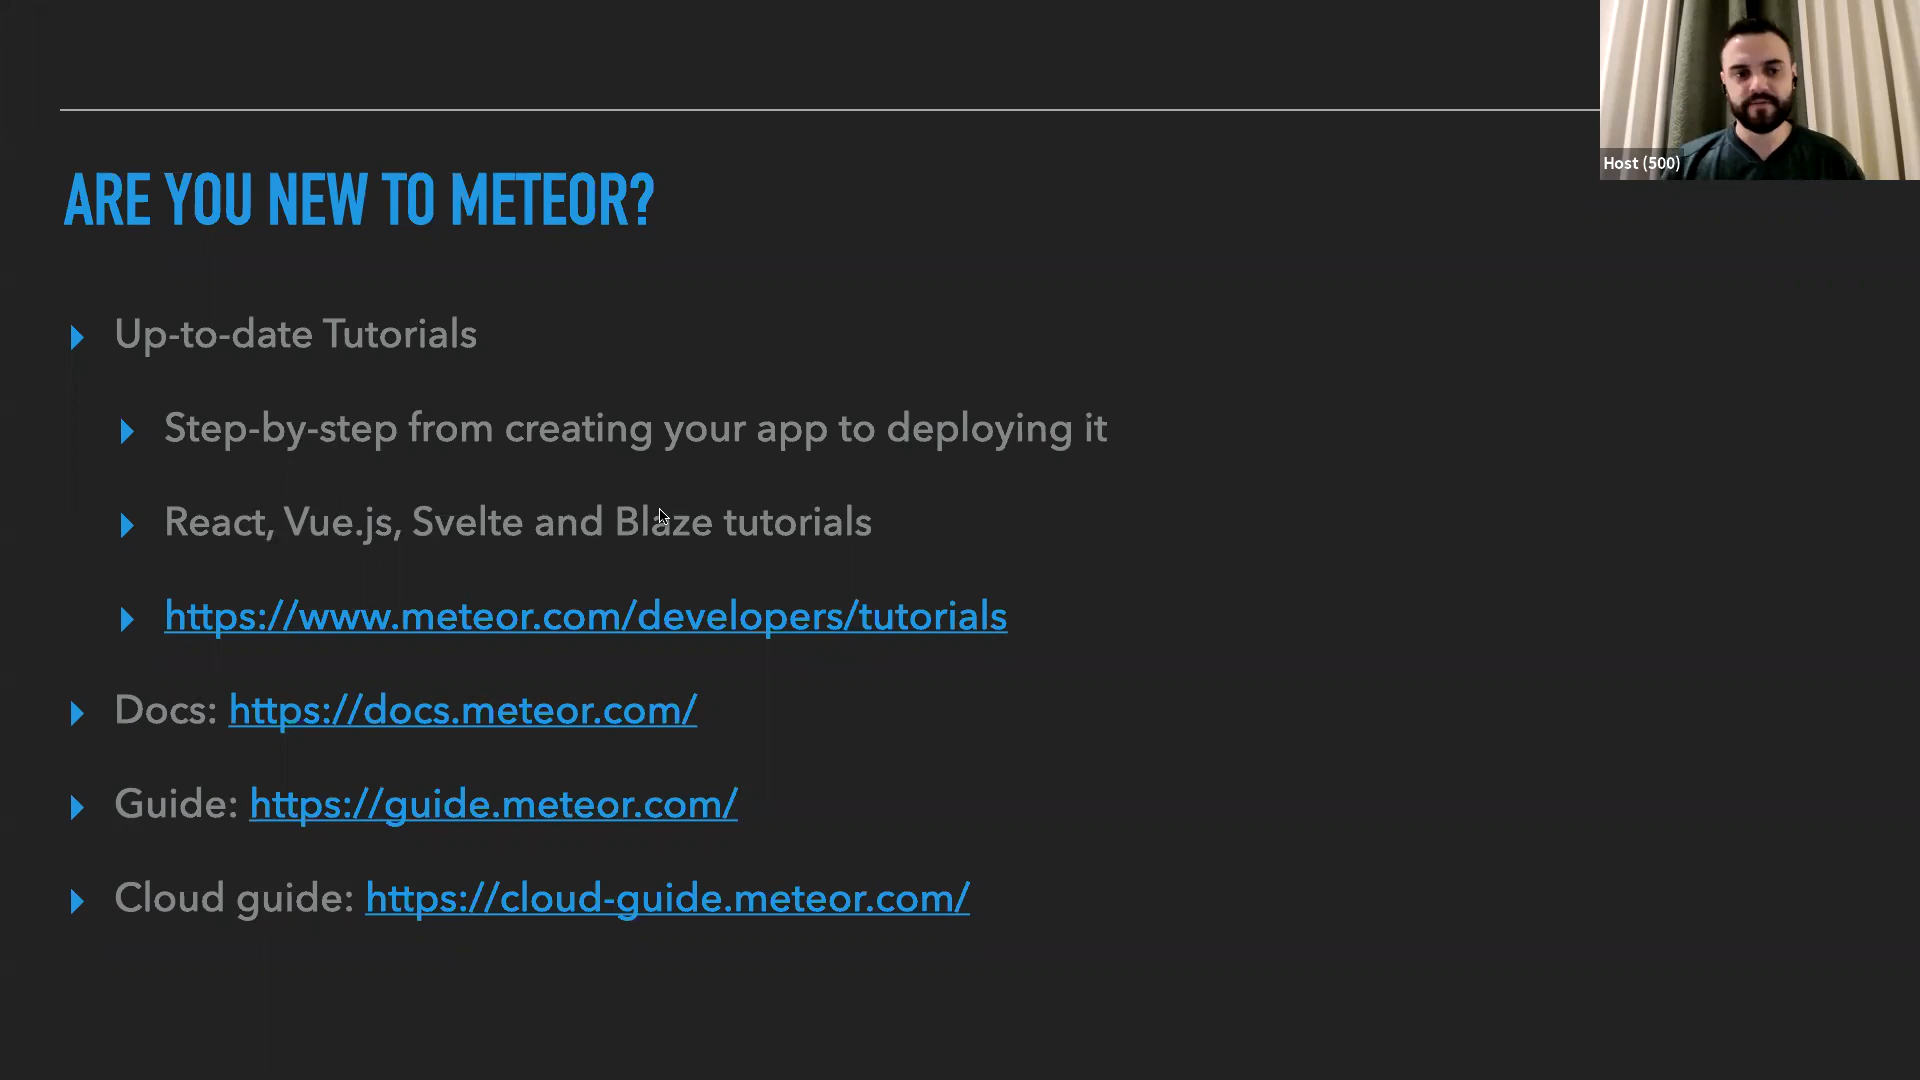 Host (500)
ARE YOU NEW TO METEOR?
Up-to-date Tutorials
Step-by-step from creating your app to deploying it
React, Vue.js, Svelte and Blaze tutorials
https://www.meteor.com/developers/tutorials
Docs: https://docs.meteor.com/
Guide: https://guide.meteor.com/
Cloud guide: https://cloud-guide.meteor.com/